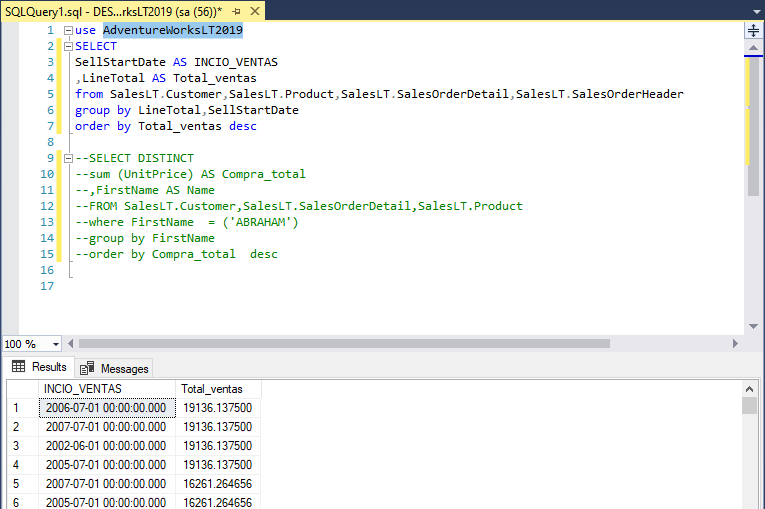 SQLQuery1.sql - DES...rksLT2019 (sa (56))*
1 use AdventureWorksLT2019
2 SELECT
3 SellStartDate AS INCIO_VENTAS
4 ,LineTotal AS Total_ventas
5 from SalesLT.Customer,SalesLT.Product,SalesLT.SalesOrderDetail,SalesLT.SalesOrderHeader
6 group by LineTotal,SellStartDate
7 order by Total_ventas desc
8
9 --SELECT DISTINCT
10 --sum (UnitPrice) AS Compra_total
11 --,FirstName AS Name
12 --FROM SalesLT.Customer,SalesLT.SalesOrderDetail,SalesLT.Product
13 --where FirstName  = ('ABRAHAM')
14 --group by FirstName
15 --order by Compra_total  desc
16
17
100 %
Results Messages
INCIO_VENTAS Total_ventas
1 2006-07-01 00:00:00.000 19136.137500
2 2007-07-01 00:00:00.000 19136.137500
3 2002-06-01 00:00:00.000 19136.137500
4 2005-07-01 00:00:00.000 19136.137500
5 2007-07-01 00:00:00.000 16261.264656
6 2005-07-01 00:00:00.000 16261.264656